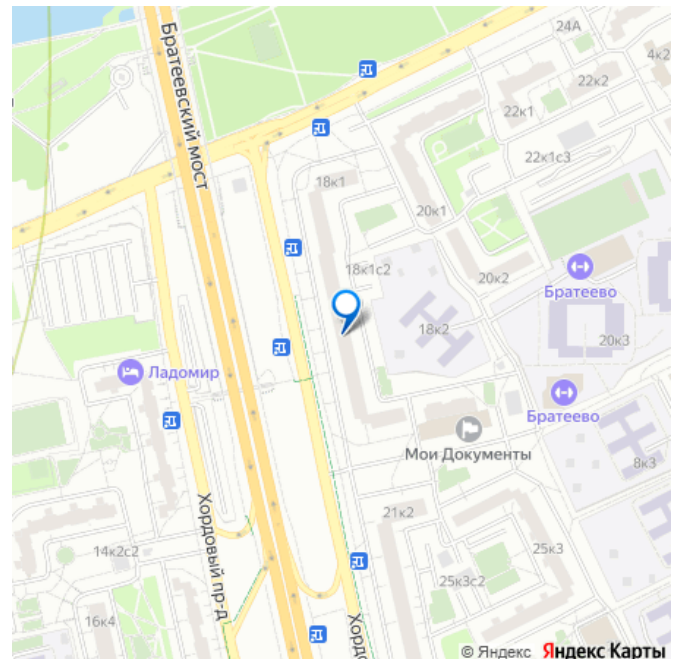 24А
4к2
22к2
22к1
22к1с3
Братеевский мост
18к1
20к1
18к1с2
20к2
Братеево
18к2
20к3
Ладомир
Братеево
Мои Документы
8к3
Хордовый пр-д
21к2
14к2с2
25к3
25к3с2
16к4
Хордо
© Яндекс Яндекс Карты